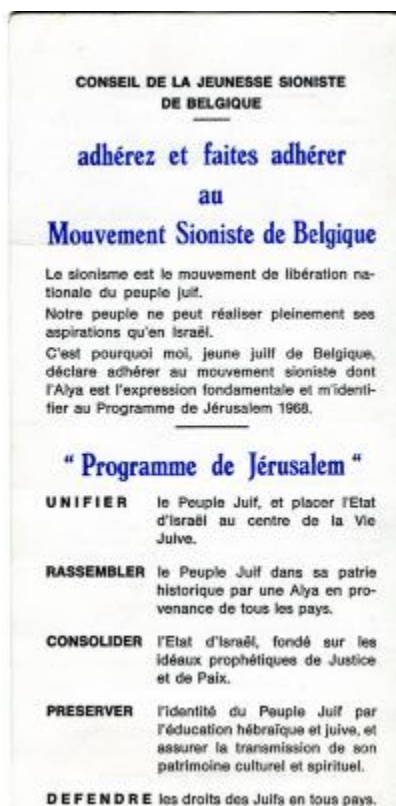 CONSEIL DE LA JEUNESSE SIONISTE
DE BELGIQUE
adhérez et faites adhérer
au
Mouvement Sioniste de Belgique
Le sionisme est le mouvement de libération na-
tionale du peuple juif.
Notre peuple ne peut réaliser pleinement ses
aspirations qu'en Israël.
C'est pourquoi moi, jeune juif de Belgique,
déclare adhérer au mouvement sioniste dont
l'Alya est l'expression fondamentale et m'identi-
fier au Programme de Jérusalem 1968.
“ Programme de Jérusalem “
UNIFIER le Peuple Juif, et placer l'Etat
d'Israël au centre de la Vie
Juive.
RASSEMBLER le Peuple Juif dans sa patrie
historique par une Alya en pro-
venance de tous les pays.
CONSOLIDER l'Etat d'Israël, fondé sur les
idéaux prophétiques de Justice
et de Paix.
PRESERVER l'identité du Peuple Juif par
l'éducation hébraïque et juive, et
assurer la transmission de son
patrimoine culturel et spirituel.
DEFENDRE les droits des Juifs en tous pays.